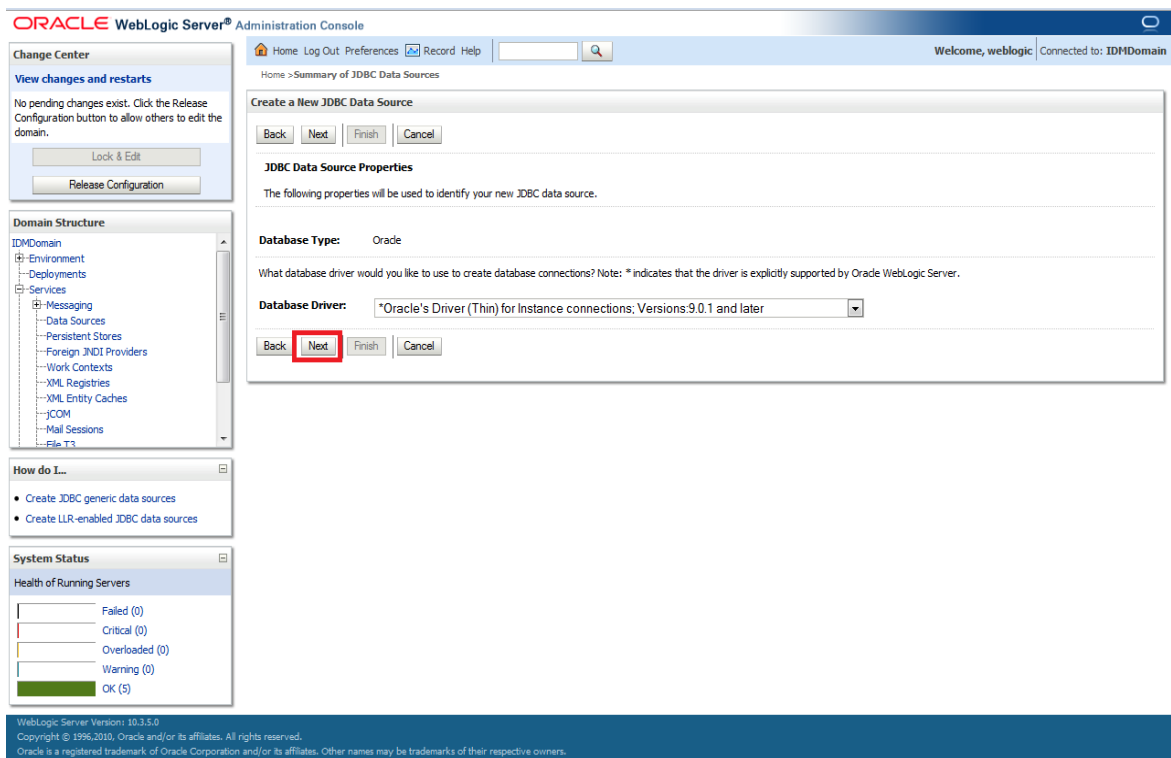 ORACLE WebLogic Server® Administration Console
Change Center
View changes and restarts
No pending changes exist. Click the Release
Configuration button to allow others to edit the
domain.
Lock & Edit
Release Configuration
Domain Structure
IDMDomain
Environment
Deployments
Services
Messaging
Data Sources
Persistent Stores
Foreign JNDI Providers
Work Contexts
XML Registries
XML Entity Caches
jCOM
Mail Sessions
File T3
How do I...
Create JDBC generic data sources
Create LLR-enabled JDBC data sources
System Status
Health of Running Servers
Failed (0)
Critical (0)
Overloaded (0)
Warning (0)
OK (5)
Home Log Out Preferences Record Help
Welcome, weblogic Connected to: IDMDomain
Home >Summary of JDBC Data Sources
Create a New JDBC Data Source
Back Next Finish Cancel
JDBC Data Source Properties
The following properties will be used to identify your new JDBC data source.
Database Type: Oracle
What database driver would you like to use to create database connections? Note: * indicates that the driver is explicitly supported by Oracle WebLogic Server.
Database Driver: *Oracle's Driver (Thin) for Instance connections; Versions:9.0.1 and later
Back Next Finish Cancel
WebLogic Server Version: 10.3.5.0
Copyright © 1996,2010, Oracle and/or its affiliates. All rights reserved.
Oracle is a registered trademark of Oracle Corporation and/or its affiliates. Other names may be trademarks of their respective owners.